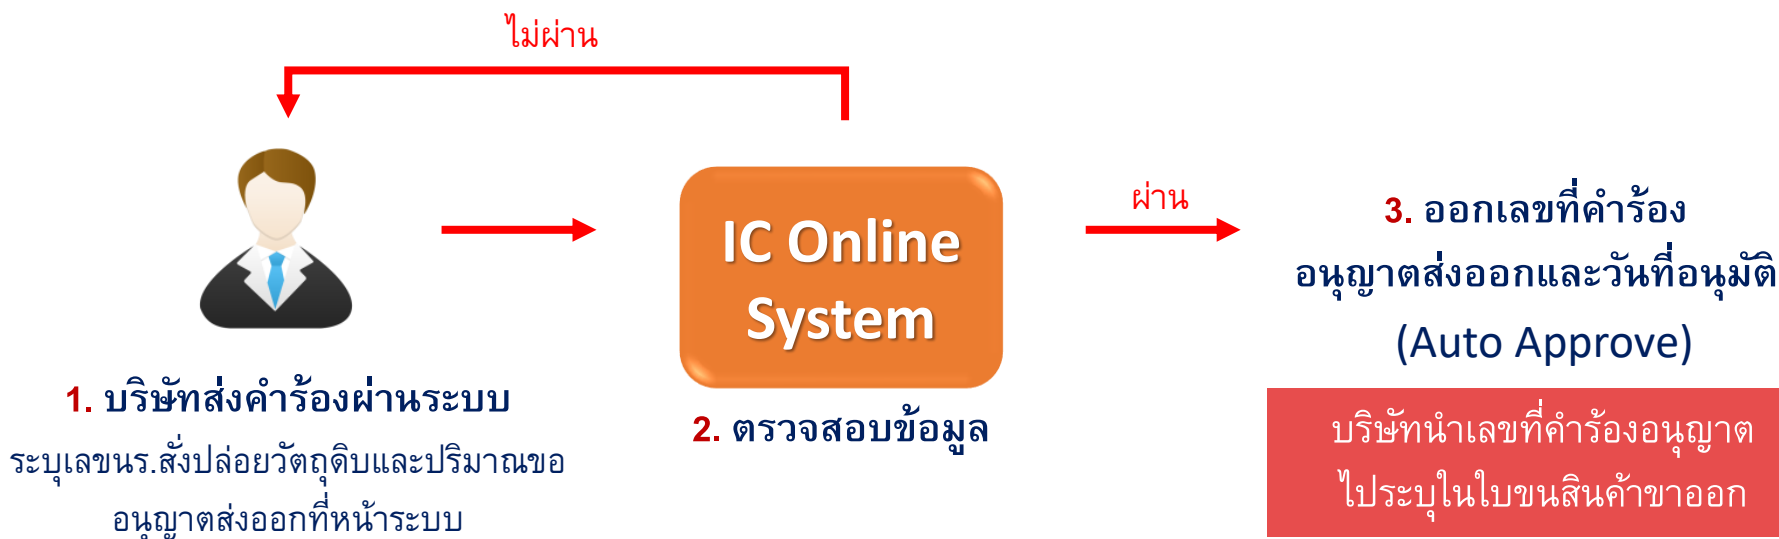 ไม่ผ่าน
1. บริษัทส่งคำร้องผ่านระบบ
ระบุเลขนร.สั่งปล่อยวัตถุดิบและปริมาณขอ
อนุญาตส่งออกที่หน้าระบบ
IC Online
System
2. ตรวจสอบข้อมูล
ผ่าน
3. ออกเลขที่คำร้อง
อนุญาตส่งออกและวันที่อนุมัติ
(Auto Approve)
บริษัทนำเลขที่คำร้องอนุญาต
ไประบุในใบขนสินค้าขาออก